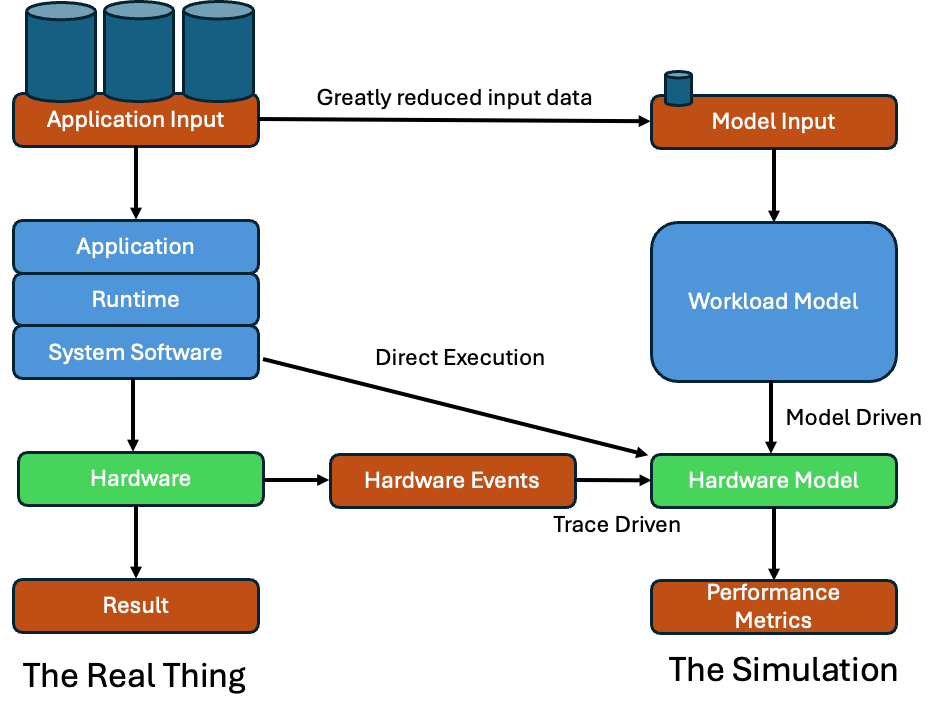 Greatly reduced input data
Application Input
Model Input
Application
Runtime
System Software
Workload Model
Direct Execution
Model Driven
Hardware
Hardware Events
Hardware Model
Trace Driven
Result
Performance
Metrics
The Real Thing
The Simulation